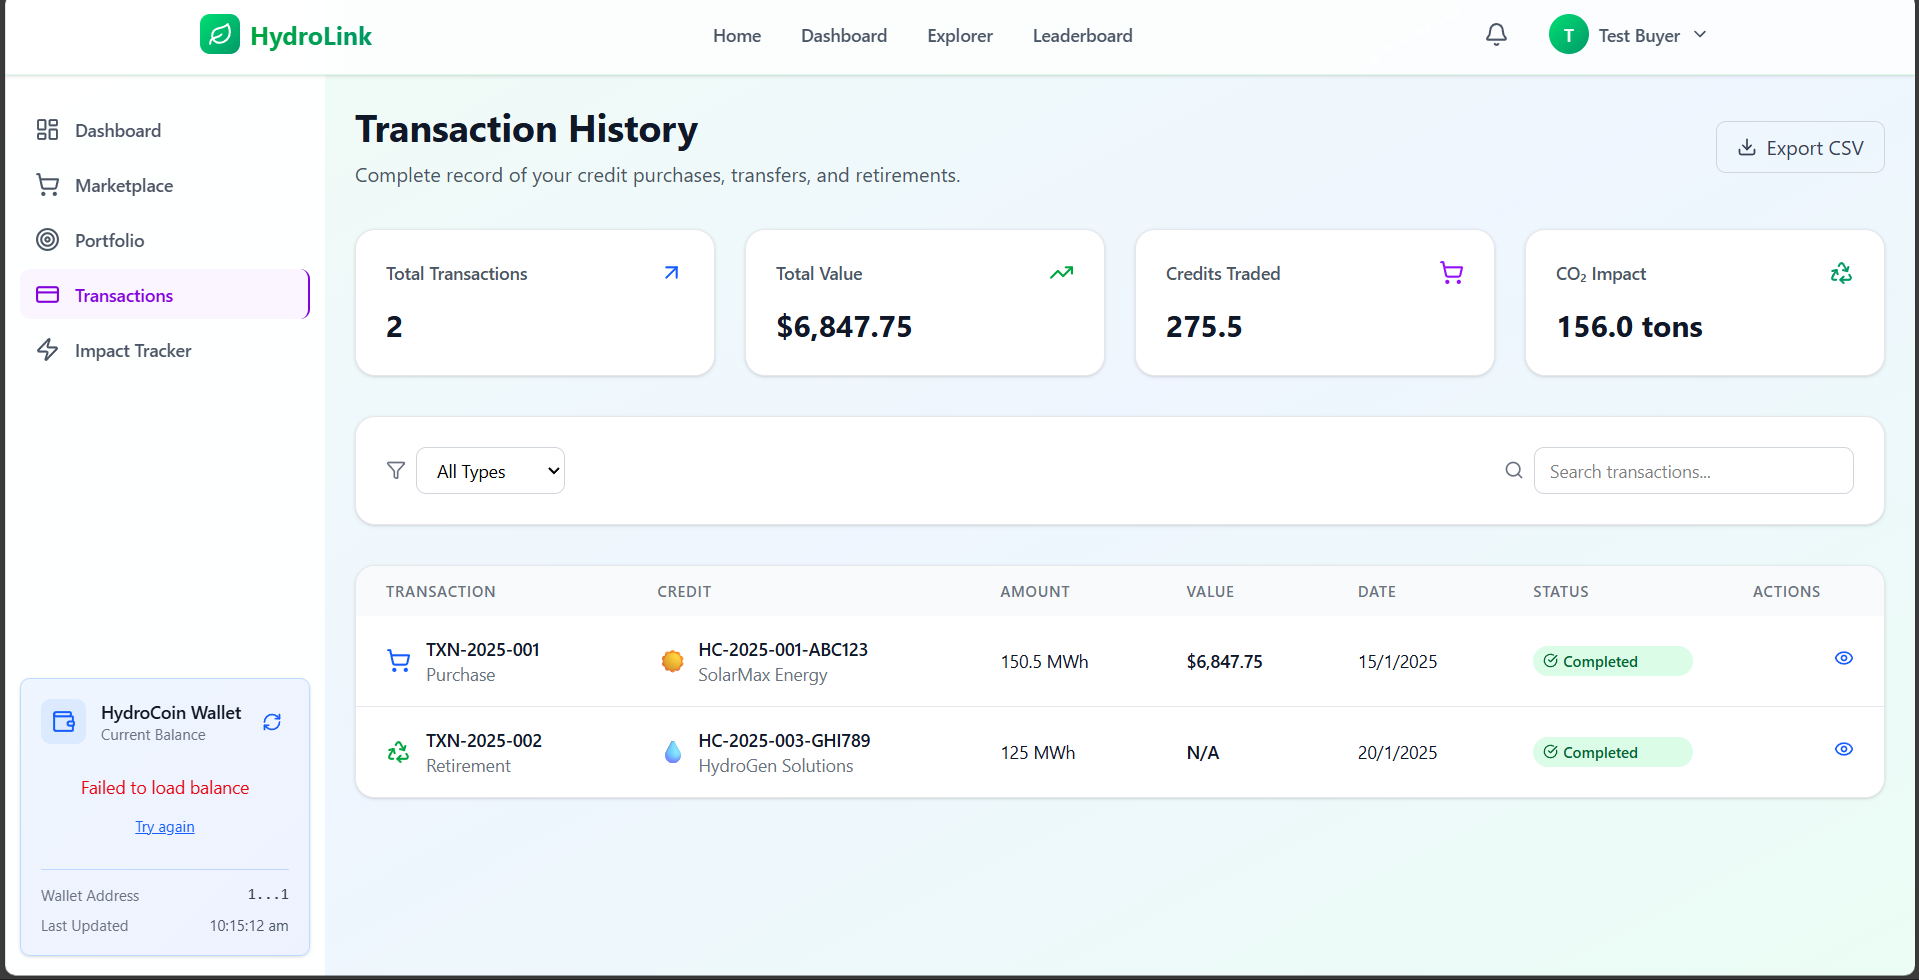 HydroLink
Home Dashboard Explorer Leaderboard
T Test Buyer
Dashboard
Marketplace
Portfolio
Transactions
Impact Tracker
HydroCoin Wallet
Current Balance
Failed to load balance
Try again
Wallet Address 1...1
Last Updated 10:15:12 am
Transaction History
Complete record of your credit purchases, transfers, and retirements.
Export CSV
Total Transactions
2
Total Value
$6,847.75
Credits Traded
275.5
CO₂ Impact
156.0 tons
All Types
Search transactions...
TRANSACTION CREDIT AMOUNT VALUE DATE STATUS ACTIONS
TXN-2025-001 HC-2025-001-ABC123
Purchase SolarMax Energy
150.5 MWh $6,847.75 15/1/2025 Completed
TXN-2025-002 HC-2025-003-GHI789
Retirement HydroGen Solutions
125 MWh N/A 20/1/2025 Completed